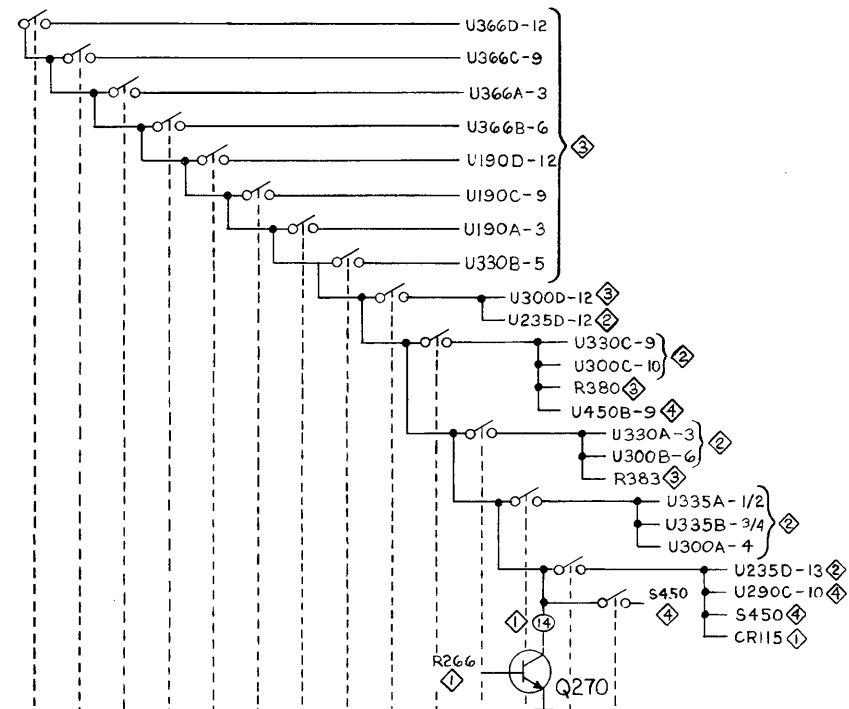 U366D-12
U366C-9
U366A-3
U366B-6
U190D-12
3
U190C-9
U190A-3
U330B-5
U300D-12 3
U235D-12 2
U330C-9
2
U300C-10
R380 3
U450B-9 4
U330A-3
2
U300B-6
R383 3
U335A-1/2
U335B-3/4 2
U300A-4
U235D-13 2
S450 U290C-10 4
4 S450 4
1 14 CR115 1
R266
1 Q270